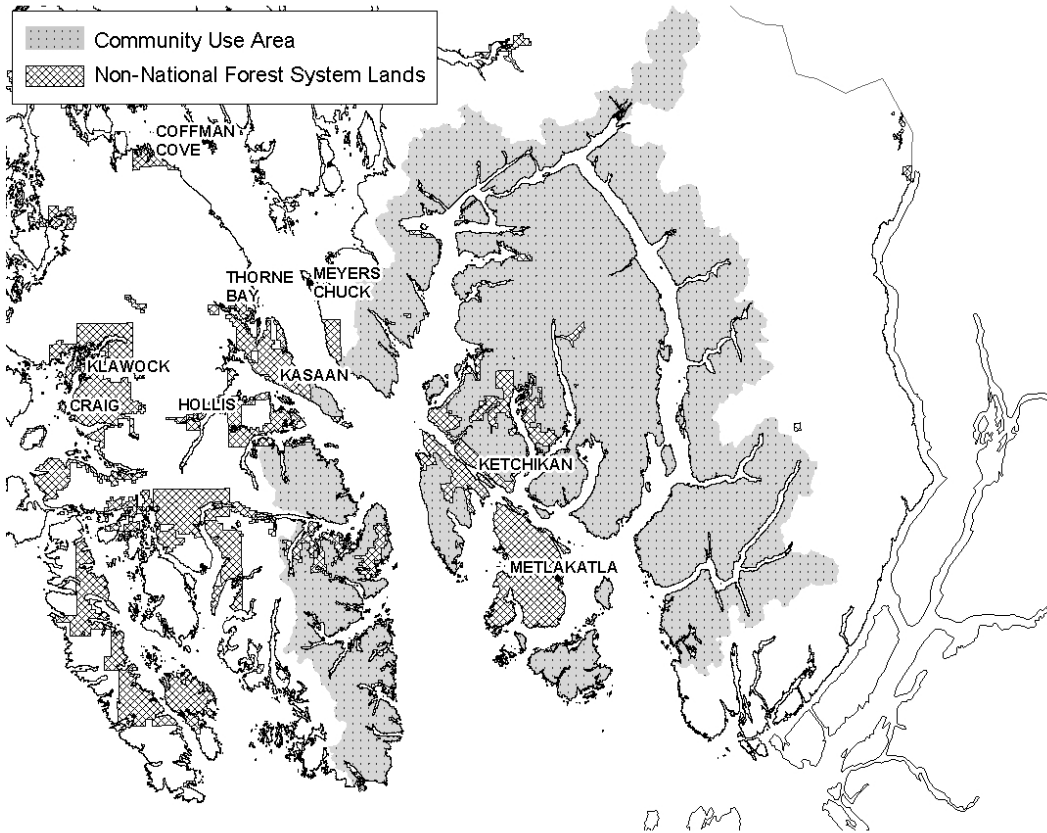 Community Use Area
Non-National Forest System Lands
COFFMAN
COVE
THORNE
BAY
MEYERS
CHUCK
KLAWOCK
KASAAN
CRAIG
HOLLIS
KETCHIKAN
METLAKATLA